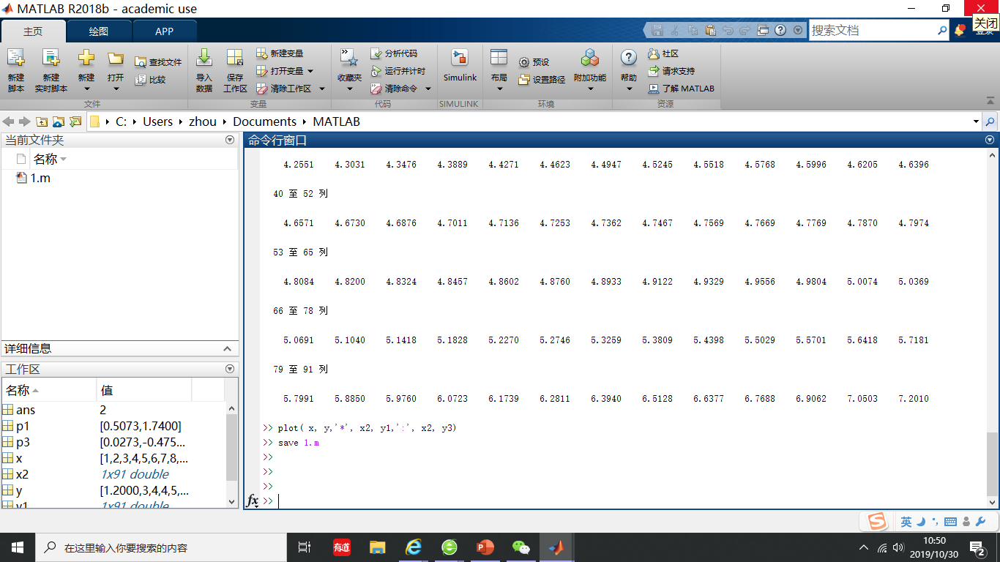 MATLAB R2018b - academic use
关闭
主页 绘图 APP
搜索文档
新建 脚本
新建 实时脚本
新建
打开
查找文件
比较
文件
导入 数据
保存 工作区
新建变量
打开变量
清除工作区
变量
收藏夹
分析代码
运行并计时
清除命令
代码
Simulink
SIMULINK
布局
预设
设置路径
附加功能
环境
帮助
社区
请求支持
了解 MATLAB
资源
C: Users zhou Documents MATLAB
当前文件夹
名称
1.m
详细信息
工作区
名称 值
ans 2
p1 [0.5073,1.7400]
p3 [0.0273,-0.475...
x [1,2,3,4,5,6,7,8,...
x2 1x91 double
y [1.2000,3,4,4,5,...
y1 1x91 double
命令行窗口
4.2551 4.3031 4.3476 4.3889 4.4271 4.4623 4.4947 4.5245 4.5518 4.5768 4.5996 4.6205 4.6396
40 至 52 列
4.6571 4.6730 4.6876 4.7011 4.7136 4.7253 4.7362 4.7467 4.7569 4.7669 4.7769 4.7870 4.7974
53 至 65 列
4.8084 4.8200 4.8324 4.8457 4.8602 4.8760 4.8933 4.9122 4.9329 4.9556 4.9804 5.0074 5.0369
66 至 78 列
5.0691 5.1040 5.1418 5.1828 5.2270 5.2746 5.3259 5.3809 5.4398 5.5029 5.5701 5.6418 5.7181
79 至 91 列
5.7991 5.8850 5.9760 6.0723 6.1739 6.2811 6.3940 6.5128 6.6377 6.7688 6.9062 7.0503 7.2010
>> plot( x, y,'*', x2, y1,':', x2, y3)
>> save 1.m
>>
>>
>>
fx >>
S 英
在这里输入你要搜索的内容
有道
10:50
2019/10/30
2